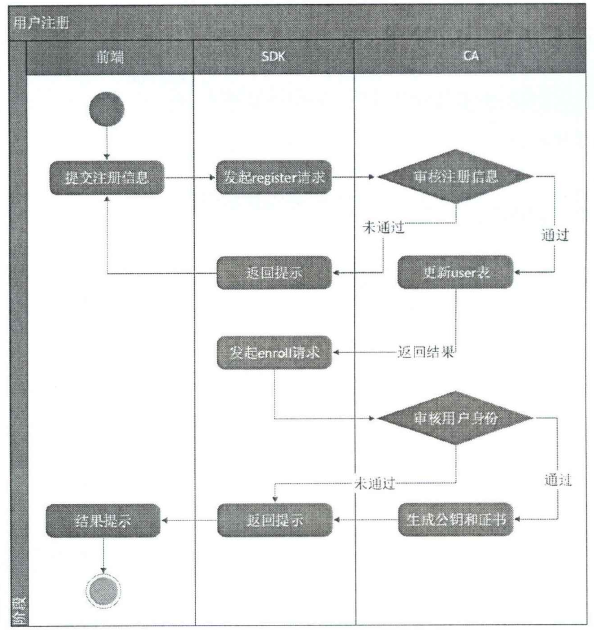 用户注册
前端 SDK CA
提交注册信息 发起register请求 审核注册信息
未通过 通过
返回提示 更新user表
发起enroll请求 返回结果
审核用户身份
未通过 通过
结果提示 返回提示 生成公钥和证书
阶段